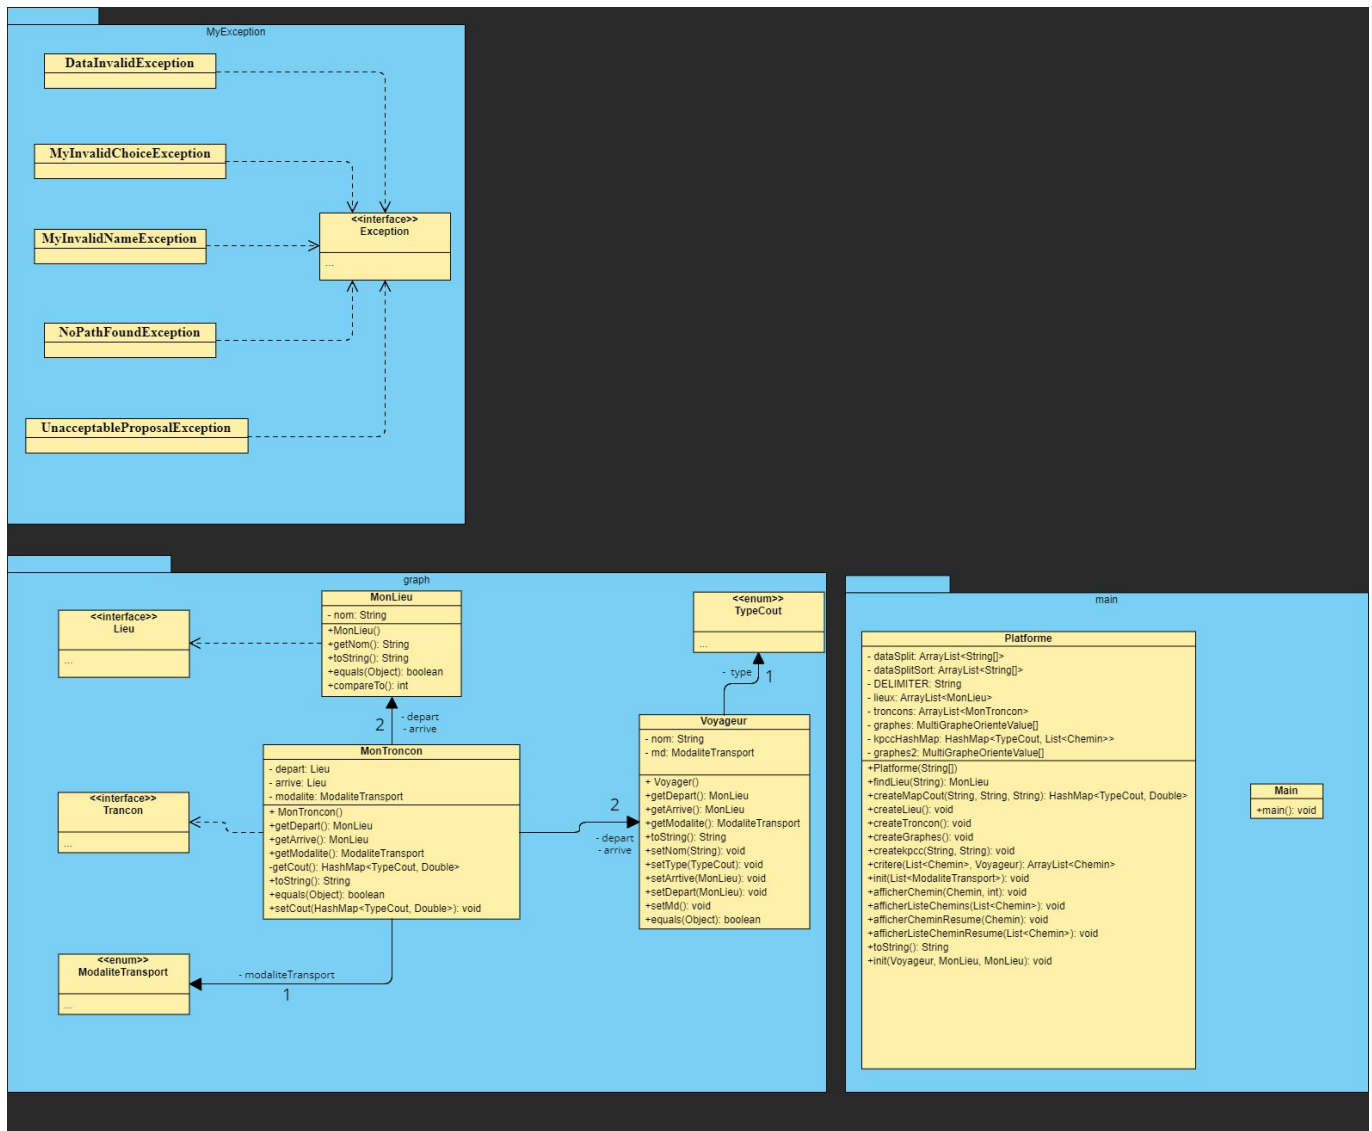 MyException
DataInvalidException
MyInvalidChoiceException
<<interface>>
Exception
...
MyInvalidNameException
NoPathFoundException
UnacceptableProposalException
graph
<<interface>>
Lieu
...
MonLieu
- nom: String
+MonLieu()
+getNom(): String
+toString(): String
+equals(Object): boolean
+compareTo(): int
<<enum>>
TypeCout
...
- type
1
2
- depart
- arrive
MonTroncon
- depart: Lieu
- arrive: Lieu
- modalite: ModaliteTransport
+ MonTroncon()
+getDepart(): MonLieu
+getArrive(): MonLieu
+getModalite(): ModaliteTransport
-getCout(): HashMap<TypeCout, Double>
+toString(): String
+equals(Object): boolean
+setCout(HashMap<TypeCout, Double>): void
<<interface>>
Trancon
...
2
- depart
- arrive
Voyageur
- nom: String
- md: ModaliteTransport
+ Voyager()
+getDepart(): MonLieu
+getArrive(): MonLieu
+getModalite(): ModaliteTransport
+toString(): String
+setNom(String): void
+setType(TypeCout): void
+setArrtive(MonLieu): void
+setDepart(MonLieu): void
+setMd(): void
+equals(Object): boolean
<<enum>>
ModaliteTransport
...
- modaliteTransport
1
main
Platforme
- dataSplit: ArrayList<String[]>
- dataSplitSort: ArrayList<String[]>
- DELIMITER: String
- lieux: ArrayList<MonLieu>
- troncons: ArrayList<MonTroncon>
- graphes: MultiGrapheOrienteValue[]
- kpccHashMap: HashMap<TypeCout, List<Chemin>>
- graphes2: MultiGrapheOrienteValue[]
+Platforme(String[])
+findLieu(String): MonLieu
+createMapCout(String, String, String): HashMap<TypeCout, Double>
+createLieu(): void
+createTroncon(): void
+createGraphes(): void
+createkpcc(String, String): void
+critere(List<Chemin>, Voyageur): ArrayList<Chemin>
+init(List<ModaliteTransport>): void
+afficherChemin(Chemin, int): void
+afficherListeChemins(List<Chemin>): void
+afficherCheminResume(Chemin): void
+afficherListeCheminResume(List<Chemin>): void
+toString(): String
+init(Voyageur, MonLieu, MonLieu): void
Main
+main(): void